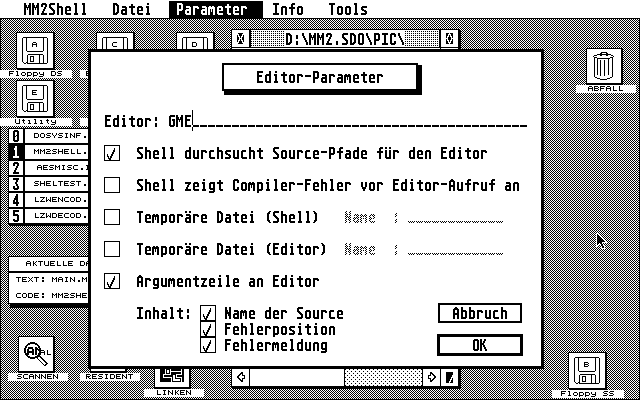 MM2Shell Datei Parameter Info Tools
A C D D:\MM2.SDO\PIC\
Floppy DS ABFALL
E
Utility
Editor-Parameter
Editor: GME
0 DOSYSINF.
1 MM2SHELL.
2 AESMISC.
3 SHELTEST.
4 LZWENCOD.
5 LZWDECOD.
Shell durchsucht Source-Pfade für den Editor
Shell zeigt Compiler-Fehler vor Editor-Aufruf an
Temporäre Datei (Shell) Name :
Temporäre Datei (Editor) Name :
AKTUELLE DA
TEXT: MAIN.M
CODE: MM2SHE
Argumentzeile an Editor
Inhalt: Name der Source
Fehlerposition
Fehlermeldung
Abbruch
OK
SCANNEN RESIDENT LINKEN
B
Floppy SS